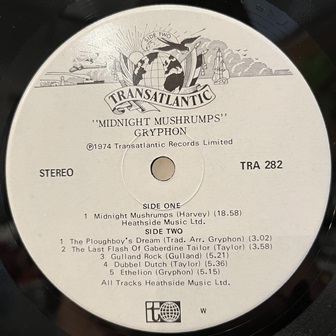 SIDE TWO
TRANSATLANTIC
"MIDNIGHT MUSHRUMPS"
GRYPHON
℗1974 Transatlantic Records Limited
STEREO
TRA 282
SIDE ONE
1 Midnight Mushrumps (Harvey) (18.58)
Heathside Music Ltd.
SIDE TWO
1 The Ploughboy's Dream (Trad. Arr. Gryphon) (3.02)
2 The Last Flash Of Gaberdine Tailor (Taylor) (3.58)
3 Gulland Rock (Gulland) (5.21)
4 Dubbel Dutch (Taylor) (5.36)
5 Ethelion (Gryphon) (5.15)
All Tracks Heathside Music Ltd.
t
W